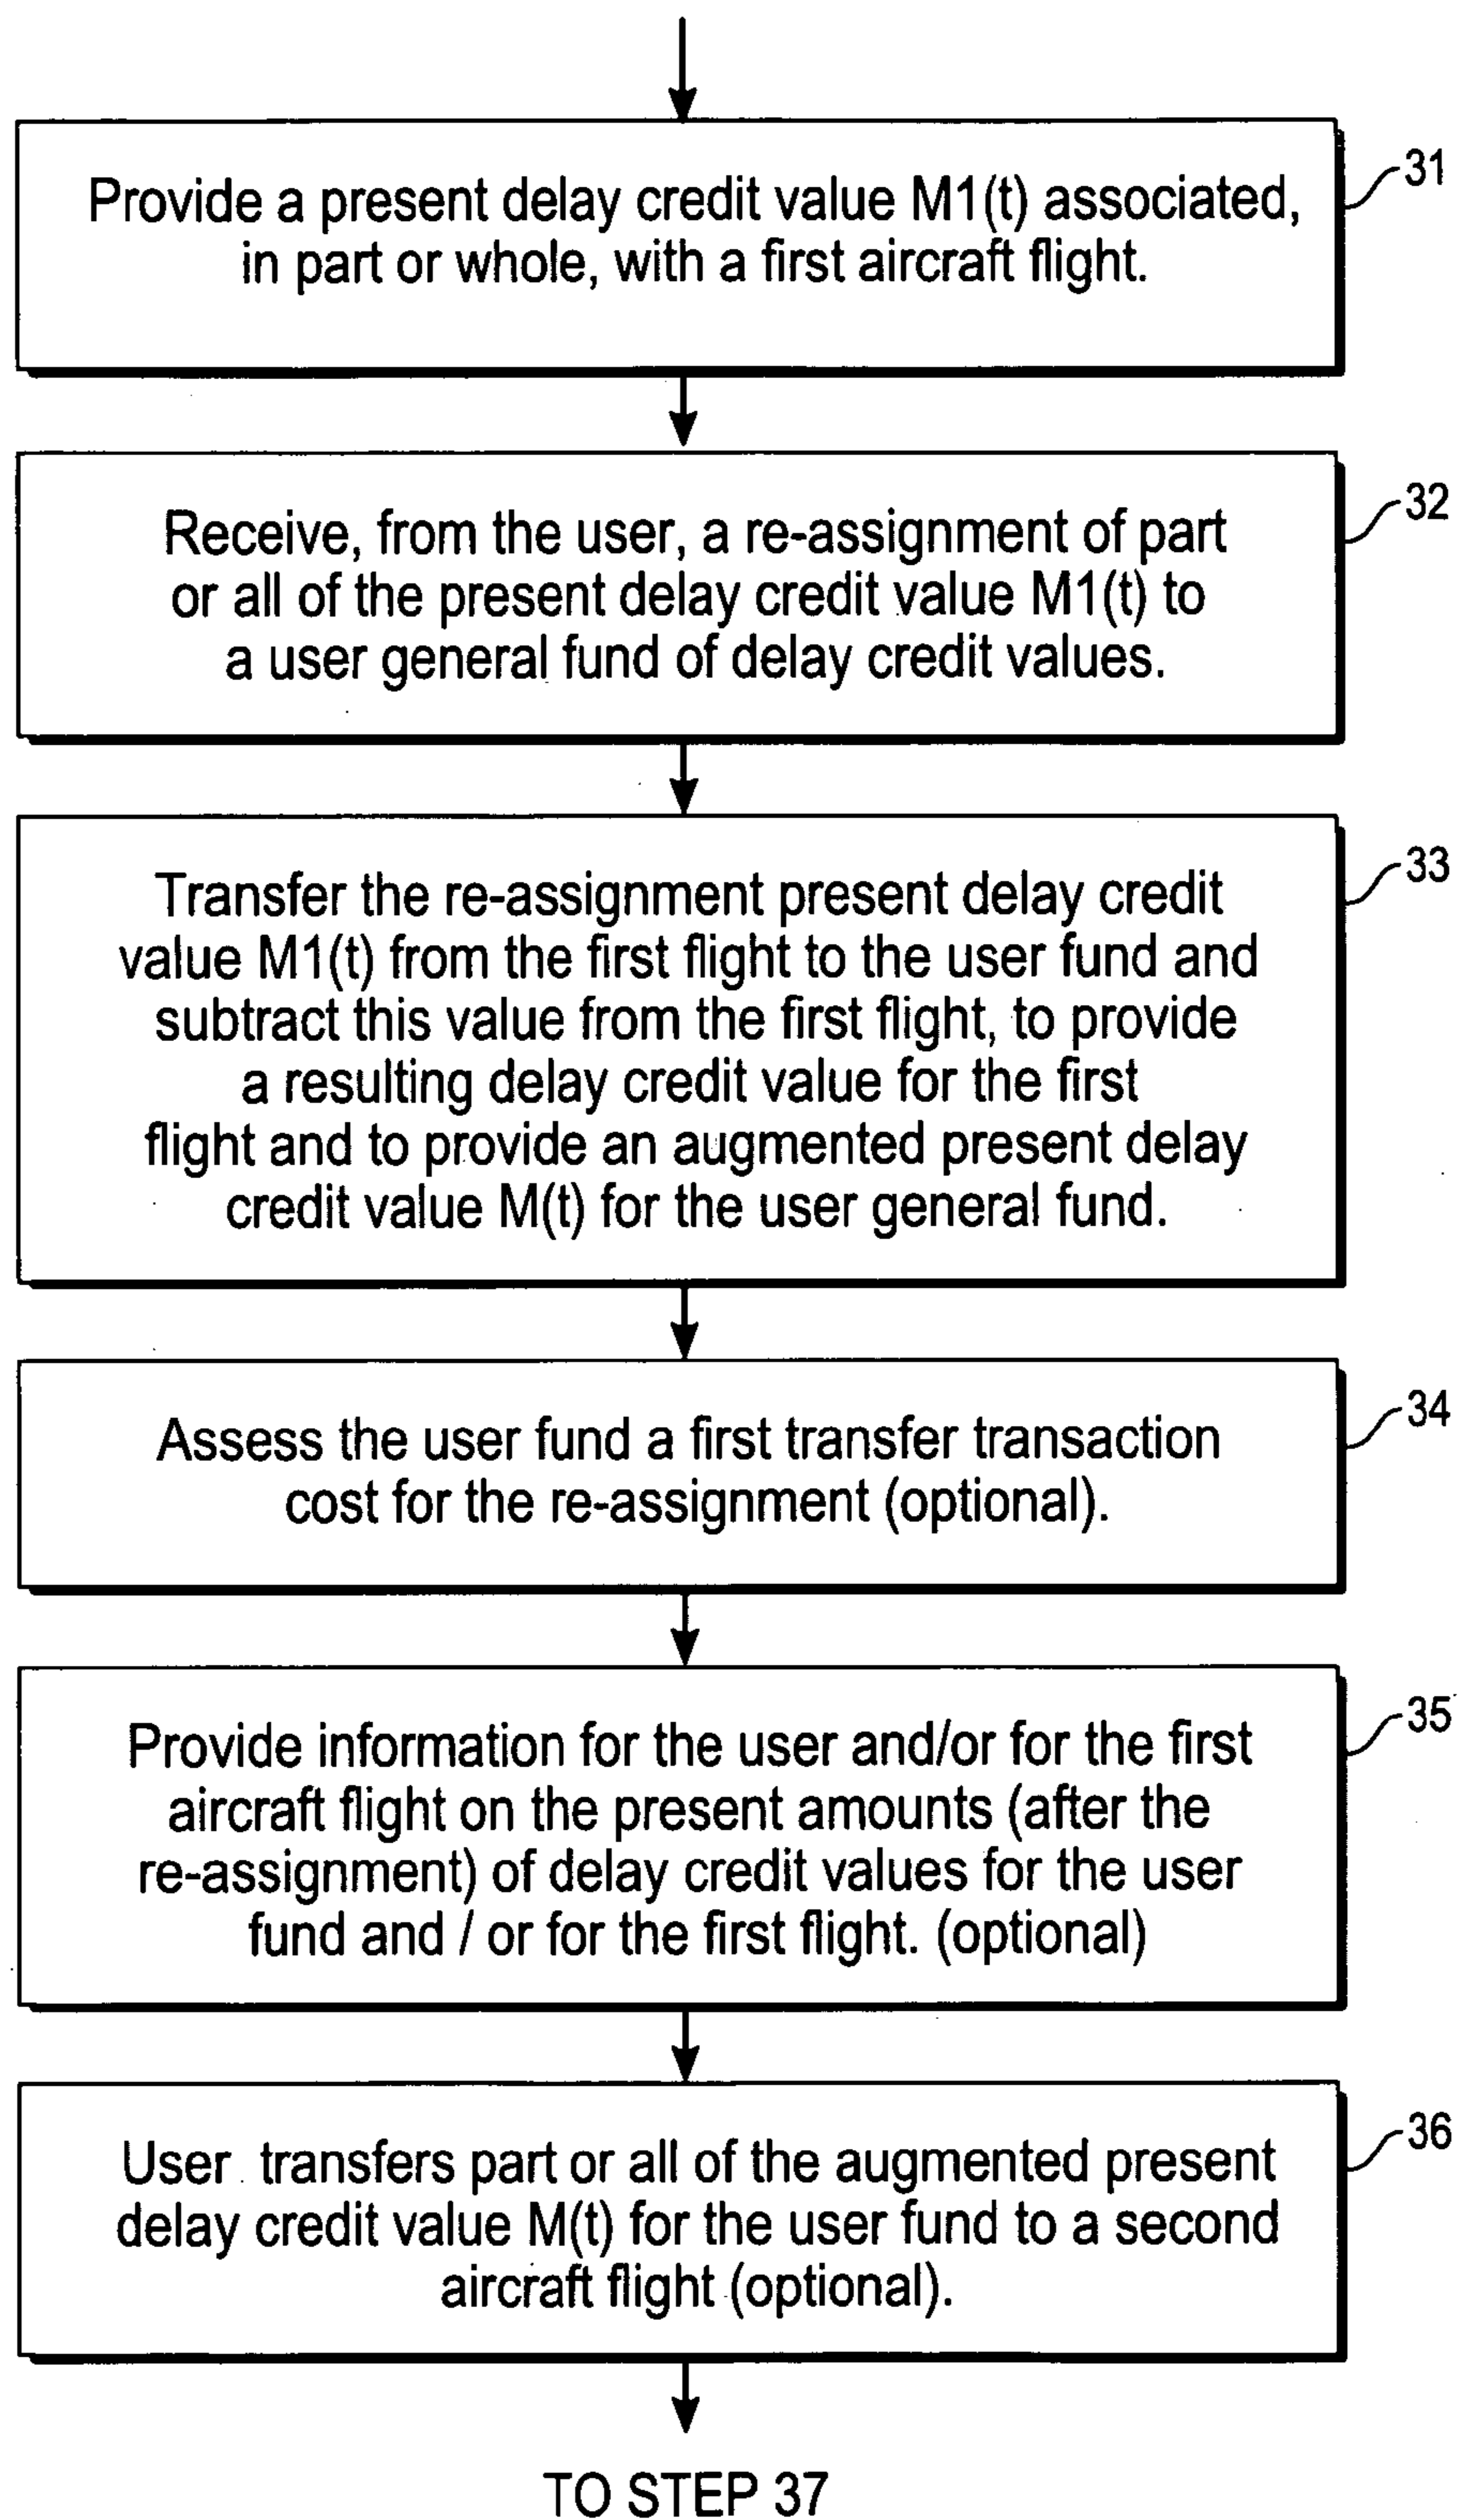 Provide a present delay credit value M1(t) associated,
in part or whole, with a first aircraft flight.
31
Receive, from the user, a re-assignment of part
or all of the present delay credit value M1(t) to
a user general fund of delay credit values.
32
Transfer the re-assignment present delay credit
value M1(t) from the first flight to the user fund and
subtract this value from the first flight, to provide
a resulting delay credit value for the first
flight and to provide an augmented present delay
credit value M(t) for the user general fund.
33
Assess the user fund a first transfer transaction
cost for the re-assignment (optional).
34
Provide information for the user and/or for the first
aircraft flight on the present amounts (after the
re-assignment) of delay credit values for the user
fund and / or for the first flight. (optional)
35
User transfers part or all of the augmented present
delay credit value M(t) for the user fund to a second
aircraft flight (optional).
36
TO STEP 37